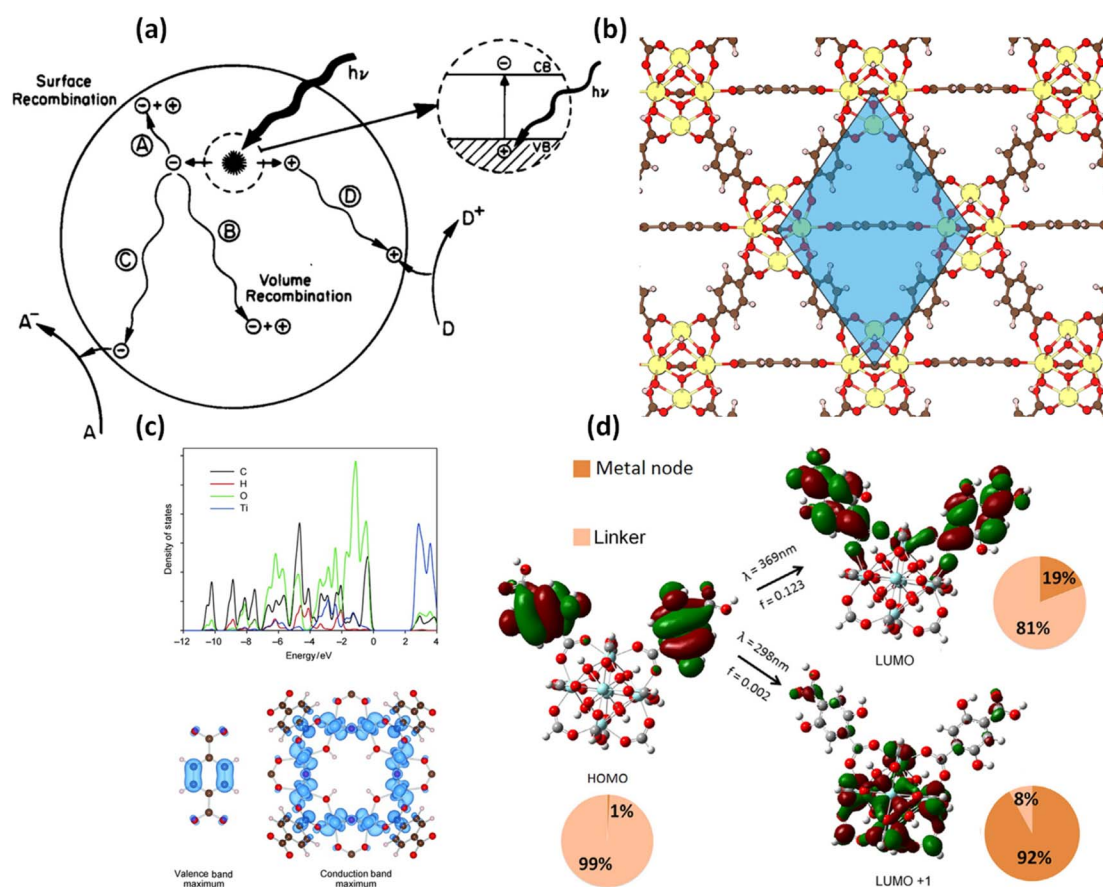 (a)
Surface
Recombination
⊖+⊕
A
⊖
⊕
hν
⊖
CB
hν
VB
⊕
D
B
C
Volume
Recombination
⊖+⊕
⊕
D⁺
D
A⁻
⊖
A
(b)
(c)
C
H
O
Ti
Density of states
−12 −10 −8 −6 −4 −2 0 2 4
Energy/eV
Valence band
maximum
Conduction band
maximum
(d)
Metal node
Linker
λ = 369nm
f = 0.123
19%
81%
LUMO
λ = 298nm
f = 0.002
HOMO
1%
99%
8%
92%
LUMO +1